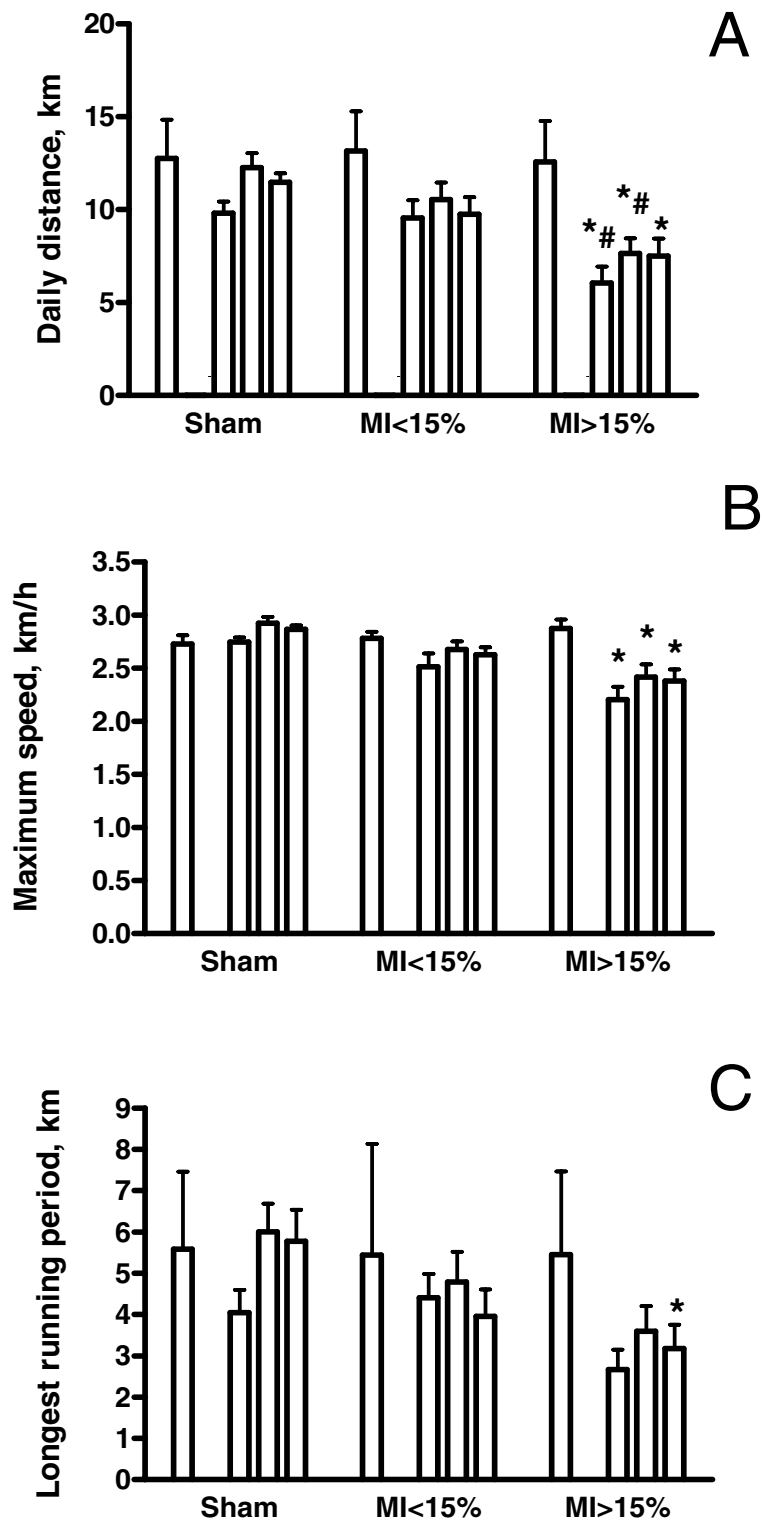 A
Daily distance, km
20
15
10
5
0
*# *# *
Sham MI<15% MI>15%
B
Maximum speed, km/h
3.5
3.0
2.5
2.0
1.5
1.0
0.5
0.0
* * *
Sham MI<15% MI>15%
C
Longest running period, km
9
8
7
6
5
4
3
2
1
0
*
Sham MI<15% MI>15%